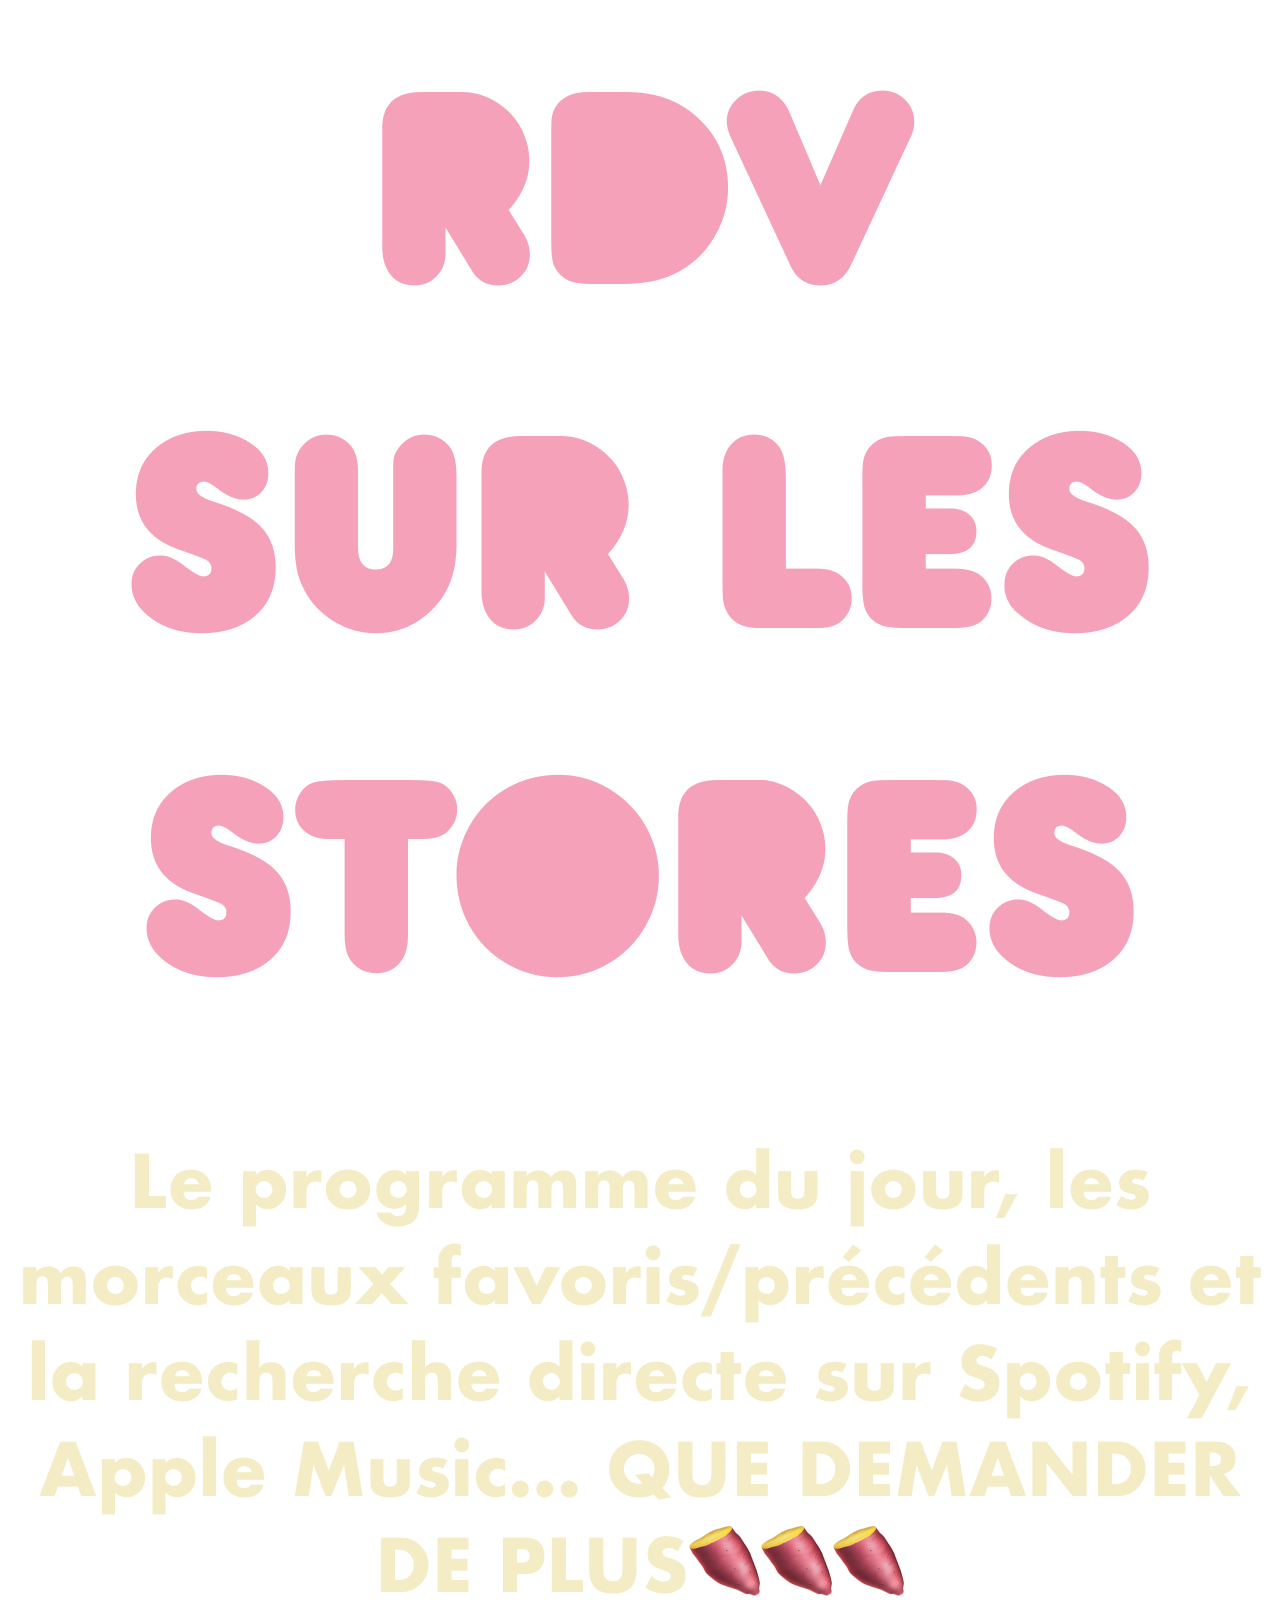 RDV
SUR LES
STORES
Le programme du jour, les
morceaux favoris/précédents et
la recherche directe sur Spotify,
Apple Music... QUE DEMANDER
DE PLUS🍠🍠🍠